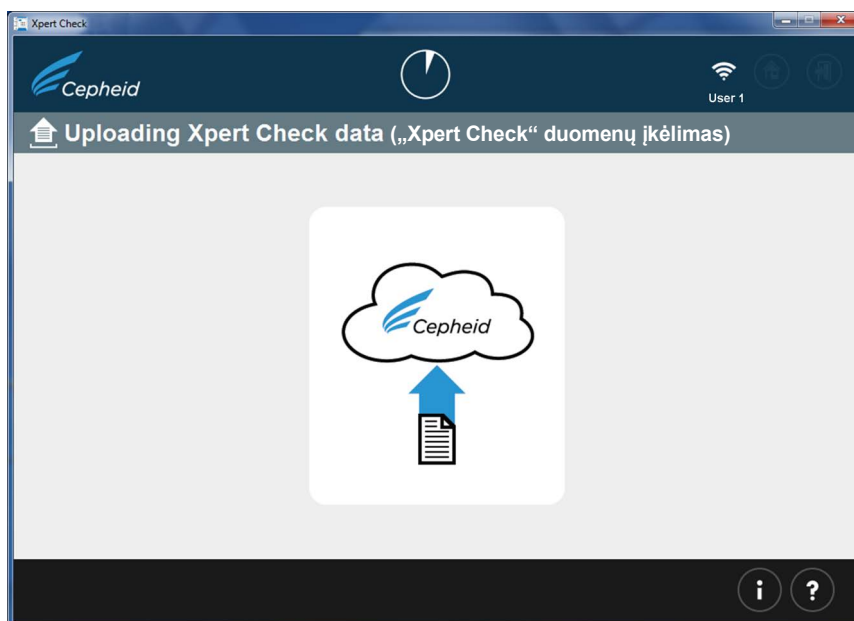 Xpert Check
Cepheid
User 1
Uploading Xpert Check data („Xpert Check“ duomenų įkėlimas)
Cepheid
i ?